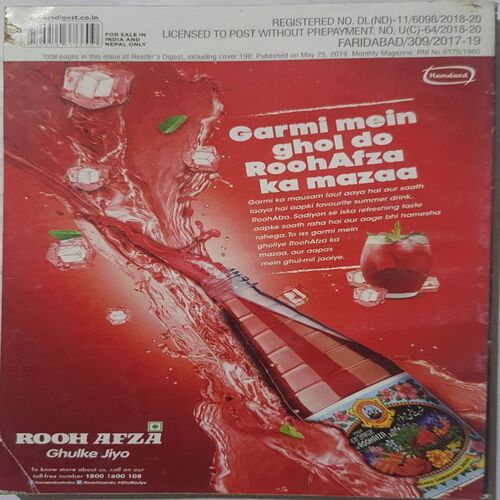 digest.co.in
FOR SALE IN
INDIA AND
NEPAL ONLY
REGISTERED NO. DL(ND)-11/6098/2018-20
LICENSED TO POST WITHOUT PREPAYMENT: NO. U(C)-64/2018-20
FARIDABAD/309/2017-19
Total pages in this issue of Reader's Digest, including cover:190. Published on May 25, 2019. Monthly Magazine. RNI No.6175/1960
Hamdard
Garmi mein
ghol do
RoohAfza
ka mazaa
Garmi ka mausam laut aaya hai aur saath
laaya hai aapki favourite summer drink,
RoohAfza. Sadiyon se iska refreshing taste
aapke saath raha hai aur aage bhi hamesha
rahega. To iss garmi mein
gholiye RoohAfza ka
mazaa, aur aapas
mein ghul-mil jaaiye.
ROOH AFZA
Ghulke Jiyo
To know more about us, call on our
toll-free number 1800 1800 108